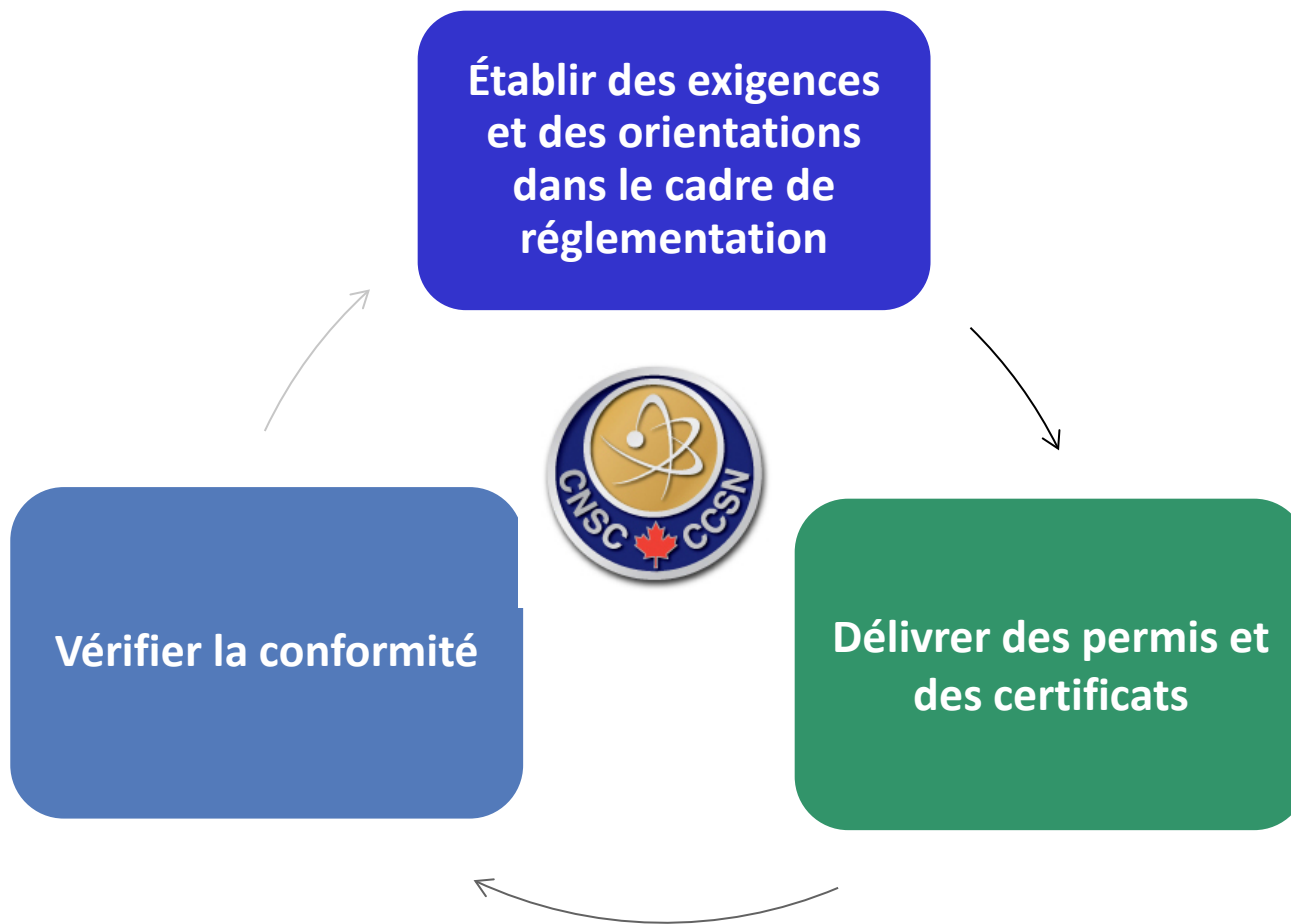 Établir des exigences
et des orientations
dans le cadre de
réglementation
CNSC CCSN
Vérifier la conformité
Délivrer des permis et
des certificats